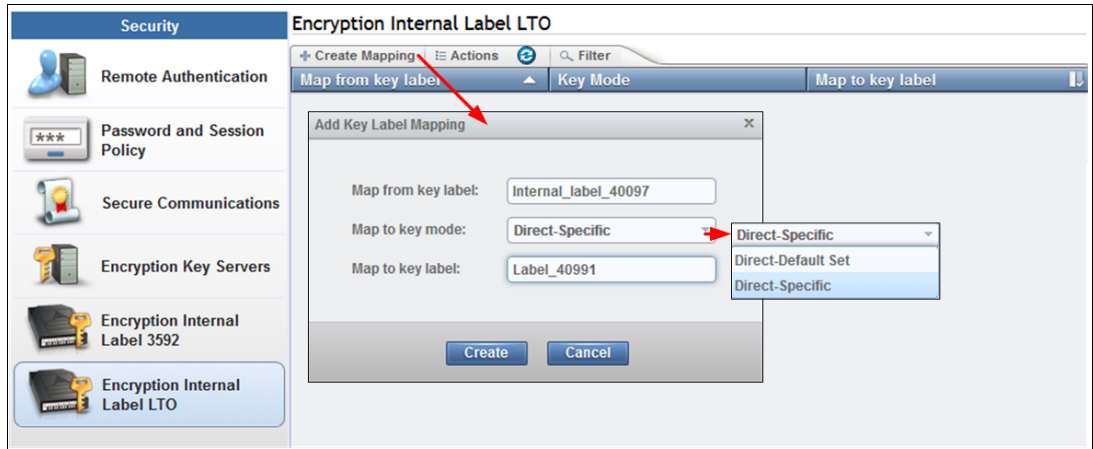 Security
Remote Authentication
***
Password and Session
Policy
Secure Communications
Encryption Key Servers
Encryption Internal
Label 3592
Encryption Internal
Label LTO
Encryption Internal Label LTO
Create Mapping Actions Filter
Map from key label Key Mode Map to key label
Add Key Label Mapping x
Map from key label: Internal_label_40097
Map to key mode: Direct-Specific
Map to key label: Label_40991
Create Cancel
Direct-Specific
Direct-Default Set
Direct-Specific